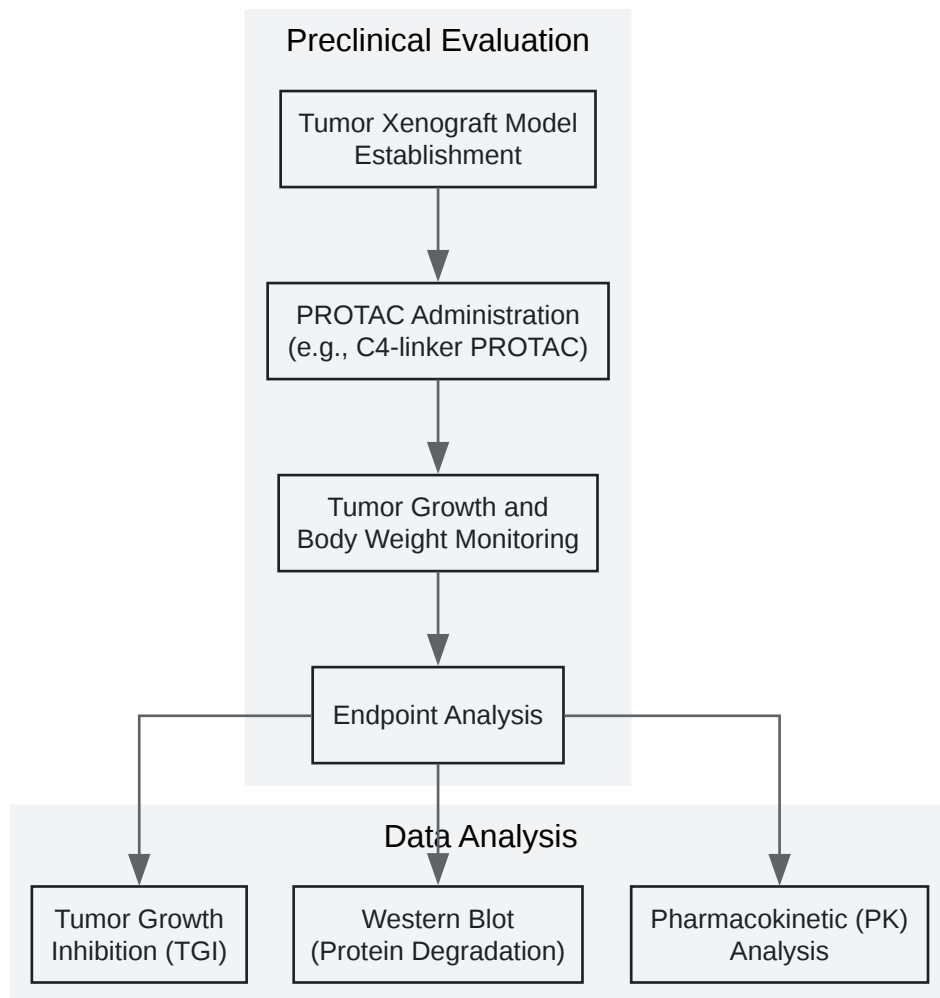 Preclinical Evaluation
Tumor Xenograft Model
Establishment
PROTAC Administration
(e.g., C4-linker PROTAC)
Tumor Growth and
Body Weight Monitoring
Endpoint Analysis
Data Analysis
Tumor Growth
Inhibition (TGI)
Western Blot
(Protein Degradation)
Pharmacokinetic (PK)
Analysis